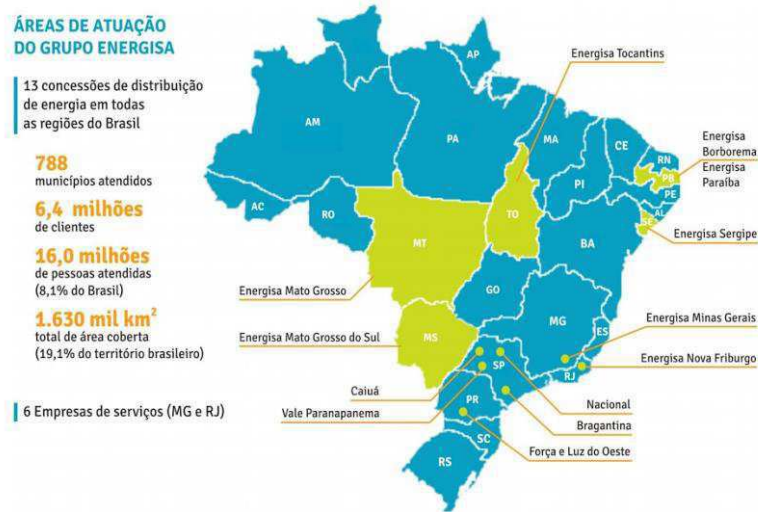 ÁREAS DE ATUAÇÃO
DO GRUPO ENERGISA
13 concessões de distribuição
de energia em todas
as regiões do Brasil
788
municípios atendidos
6,4 milhões
de clientes
16,0 milhões
de pessoas atendidas
(8,1% do Brasil)
1.630 mil km²
total de área coberta
(19,1% do território brasileiro)
6 Empresas de serviços (MG e RJ)
Energisa Tocantins
Energisa
Borborema
Energisa
Paraíba
Energisa Sergipe
Energisa Mato Grosso
Energisa Mato Grosso do Sul
Energisa Minas Gerais
Energisa Nova Friburgo
Caiuá
Vale Paranapanema
Nacional
Bragantina
Força e Luz do Oeste
AP
AM
PA
MA
CE
RN
PB
PE
AL
SE
PI
AC
RO
MT
TO
BA
GO
MG
ES
MS
SP
RJ
PR
SC
RS